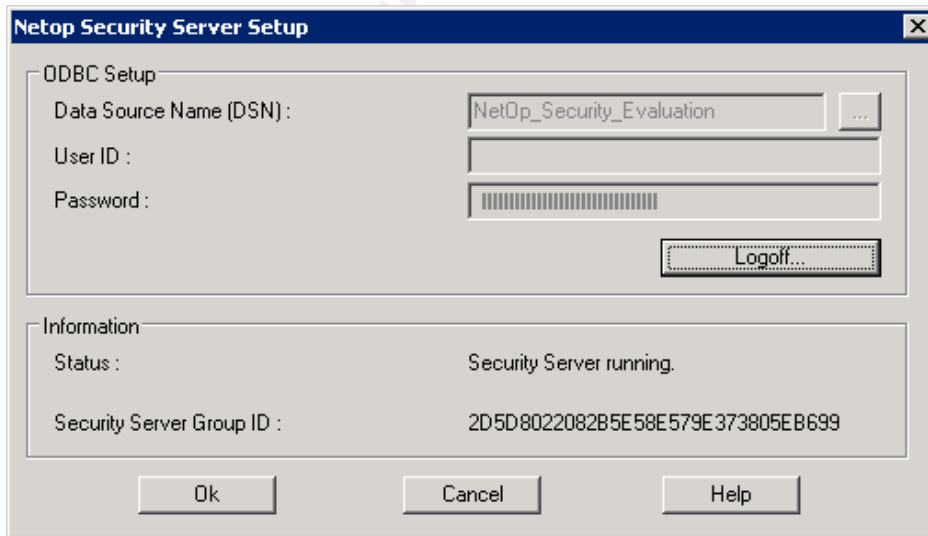 Netop Security Server Setup
ODBC Setup
Data Source Name (DSN) : NetOp_Security_Evaluation ...
User ID :
Password :
Logoff...
Information
Status : Security Server running.
Security Server Group ID : 2D5D8022082B5E58E579E373805EB699
Ok Cancel Help